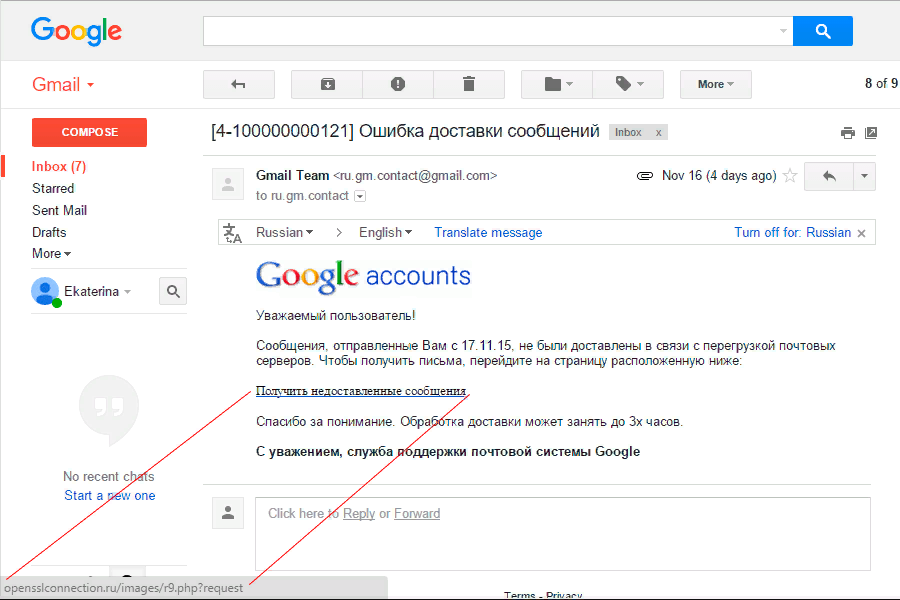 Google
Gmail
More
8 of 9
COMPOSE
[4-100000000121] Ошибка доставки сообщений
Inbox x
Inbox (7)
Starred
Sent Mail
Drafts
More
Gmail Team <ru.gm.contact@gmail.com>
Nov 16 (4 days ago)
to ru.gm.contact
Russian > English Translate message Turn off for: Russian x
Ekaterina
Google accounts
Уважаемый пользователь!
Сообщения, отправленные Вам с 17.11.15, не были доставлены в связи с перегрузкой почтовых
серверов. Чтобы получить письма, перейдите на страницу расположенную ниже:
Получить недоставленные сообщения
Спасибо за понимание. Обработка доставки может занять до 3х часов.
С уважением, служба поддержки почтовой системы Google
No recent chats
Start a new one
Click here to Reply or Forward
opensslconnection.ru/images/r9.php?request
Terms - Privacy